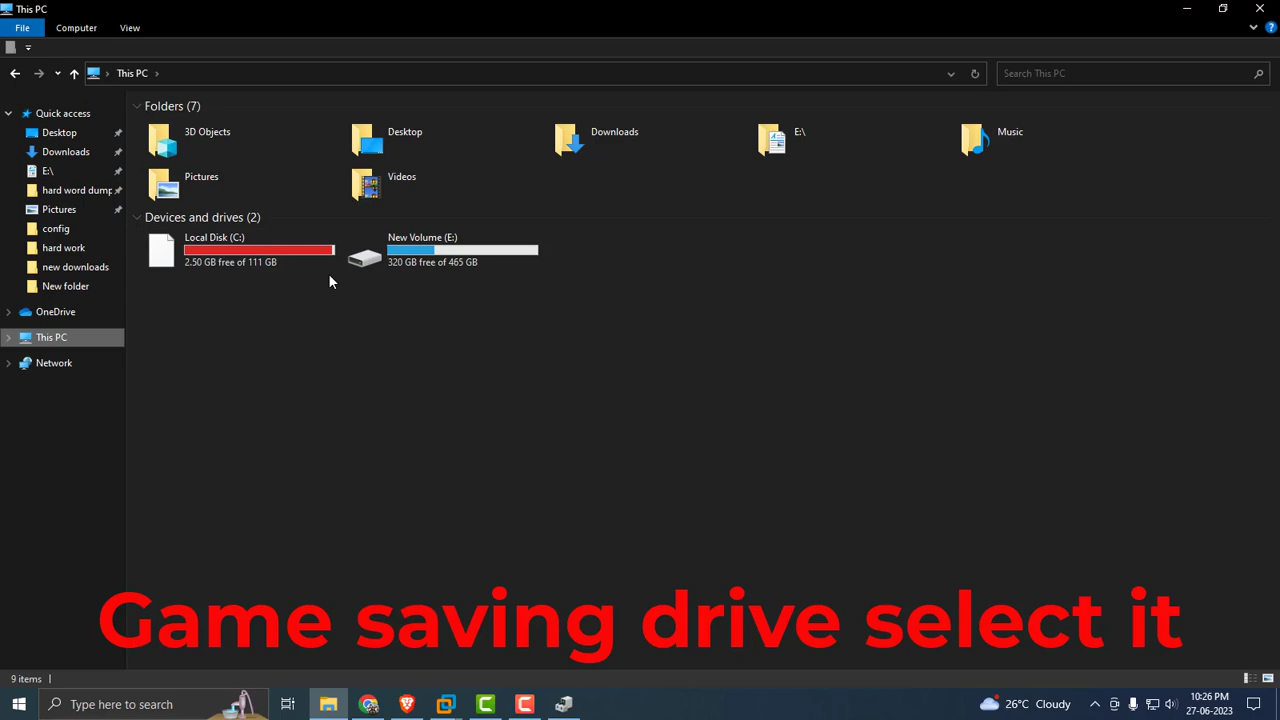 This PC
File
Computer
View
This PC
Search This PC
Quick access
Desktop
Downloads
E:\
hard word dump
Pictures
config
hard work
new downloads
New folder
OneDrive
This PC
Network
Folders (7)
3D Objects
Desktop
Downloads
E:\
Music
Pictures
Videos
Devices and drives (2)
Local Disk (C:)
2.50 GB free of 111 GB
New Volume (E:)
320 GB free of 465 GB
Game saving drive select it
9 items
Type here to search
26°C Cloudy
10:26 PM
27-06-2023